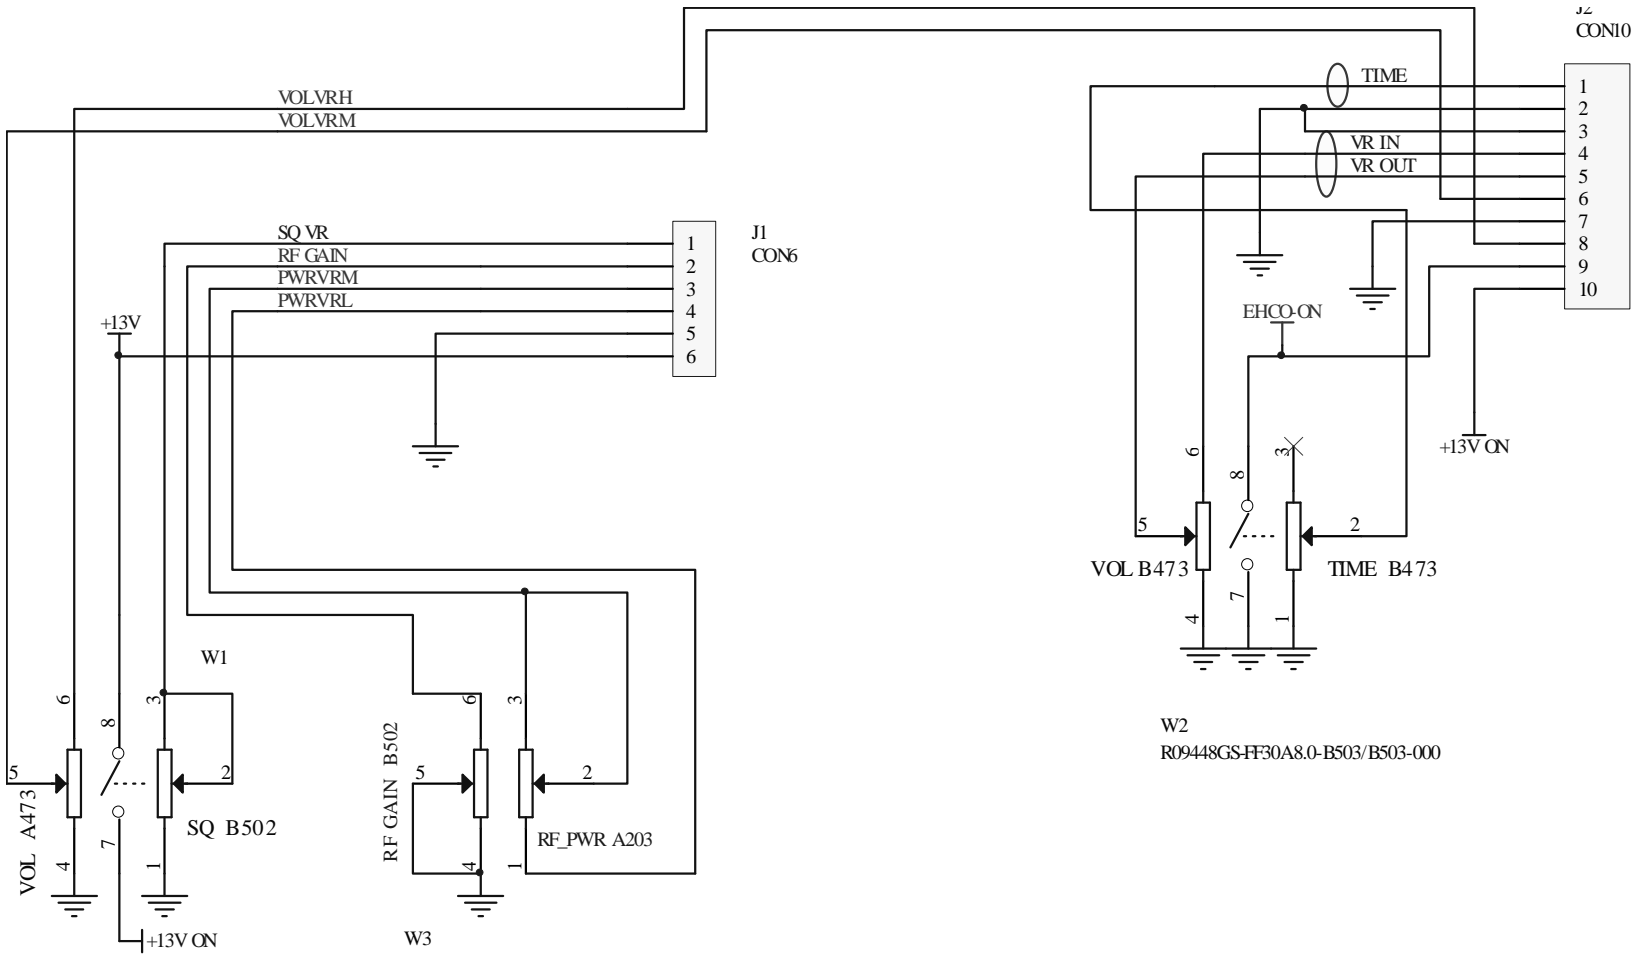 J2
CON10
TIME
1
VOLVRH
2
VOLVRM
3
VR IN
4
VR OUT
5
6
7
8
9
10
SQ VR
1
J1
CON6
RF GAIN
2
PWRVRM
3
PWRVRL
4
5
6
+13V
EHCO-ON
+13V ON
6
8
3
5
2
VOL B473
TIME B473
4
7
1
W1
W2
R09448GS-FF30A8.0-B503/B503-000
6
8
3
5
2
VOL A473
SQ B502
4
7
1
+13V ON
6
3
5
2
RF GAIN B502
RF_PWR A203
4
1
W3